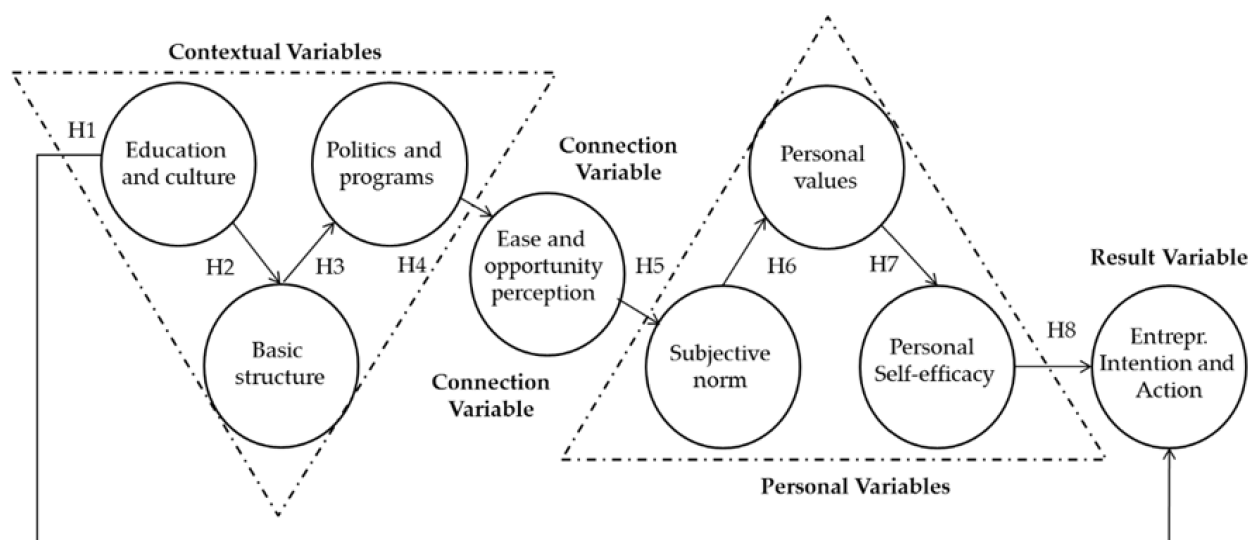 Contextual Variables
H1
Education
and culture
Politics and
programs
H2
H3
H4
Basic
structure
Connection
Variable
Ease and
opportunity
perception
Connection
Variable
H5
Personal
values
H6
H7
Subjective
norm
Personal
Self-efficacy
Personal Variables
H8
Result Variable
Entrepr.
Intention and
Action